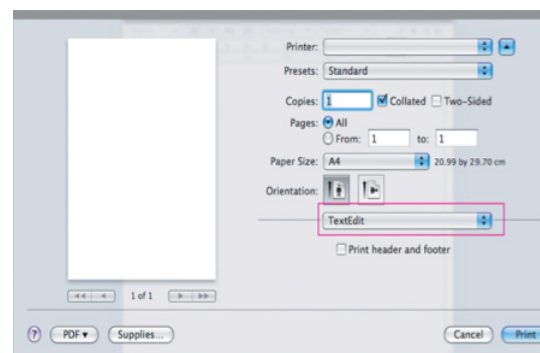 Printer:
Presets: Standard
Copies: 1 Collated Two-Sided
Pages: All
From: 1 to: 1
Paper Size: A4 20.99 by 29.70 cm
Orientation:
TextEdit
Print header and footer
1 of 1
? PDF Supplies... Cancel Print